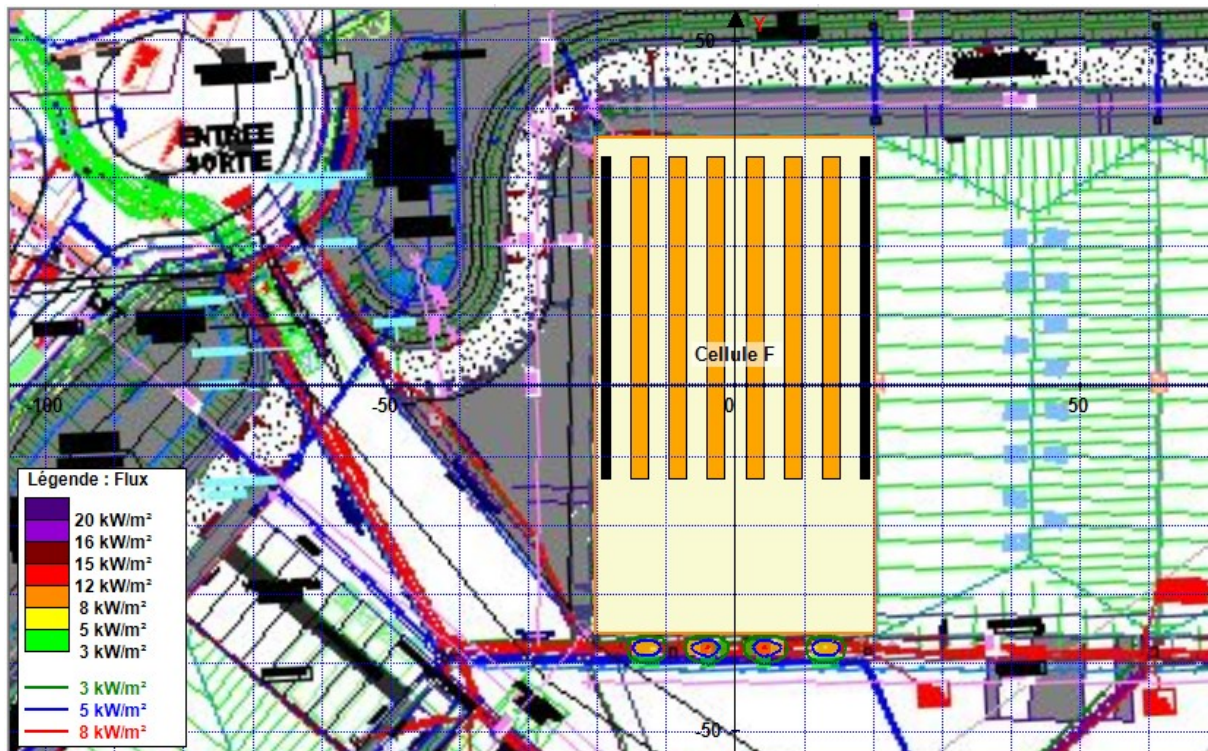 Y
50
ENTREE
SORTIE
Cellule F
-100
-50
0
50
Légende : Flux
20 kW/m²
16 kW/m²
15 kW/m²
12 kW/m²
8 kW/m²
5 kW/m²
3 kW/m²
3 kW/m²
5 kW/m²
8 kW/m²
-50